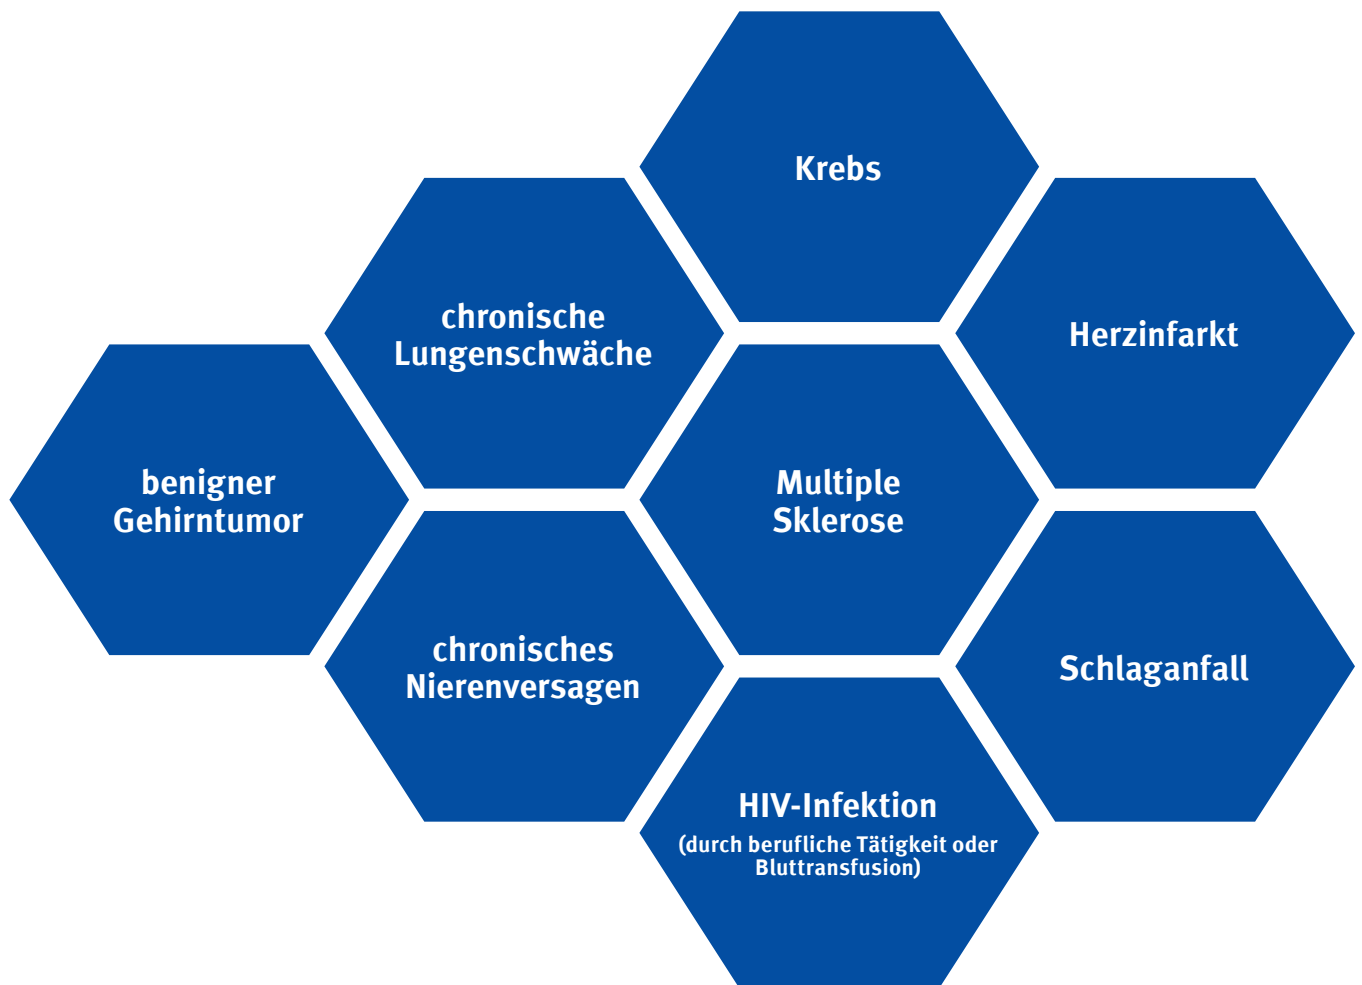 Krebs
chronische
Lungenschwäche
Herzinfarkt
benigner
Gehirntumor
Multiple
Sklerose
chronisches
Nierenversagen
Schlaganfall
HIV-Infektion
(durch berufliche Tätigkeit oder
Bluttransfusion)